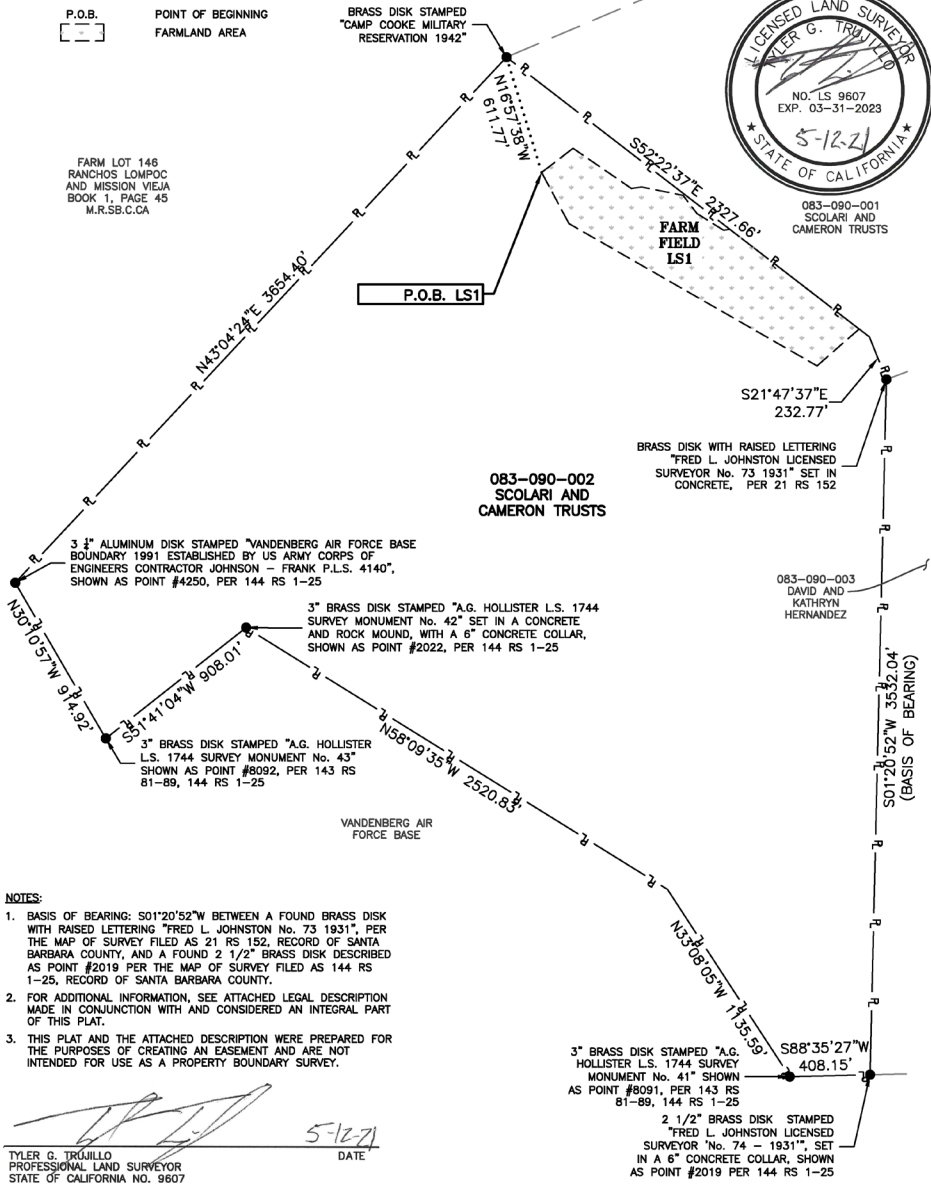 P.O.B. POINT OF BEGINNING
FARMLAND AREA
BRASS DISK STAMPED
"CAMP COOKE MILITARY
RESERVATION 1942"
LICENSED LAND SURVEYOR
TYLER G. TRUJILLO
NO. LS 9607
EXP. 03-31-2023
5-12-21
★ STATE OF CALIFORNIA ★
FARM LOT 146
RANCHOS LOMPOC
AND MISSION VIEJA
BOOK 1, PAGE 45
M.R.SB.C.CA
N16°57'38"W
611.77'
S52°22'37"E 2327.66'
083-090-001
SCOLARI AND
CAMERON TRUSTS
FARM
FIELD
LS1
P.O.B. LS1
N43°04'24"E 3654.40'
S21°47'37"E
232.77'
BRASS DISK WITH RAISED LETTERING
"FRED L. JOHNSTON LICENSED
SURVEYOR No. 73 1931" SET IN
CONCRETE, PER 21 RS 152
083-090-002
SCOLARI AND
CAMERON TRUSTS
3 ¼" ALUMINUM DISK STAMPED "VANDENBERG AIR FORCE BASE
BOUNDARY 1991 ESTABLISHED BY US ARMY CORPS OF
ENGINEERS CONTRACTOR JOHNSON - FRANK P.L.S. 4140",
SHOWN AS POINT #4250, PER 144 RS 1-25
083-090-003
DAVID AND
KATHRYN
HERNANDEZ
3" BRASS DISK STAMPED "A.G. HOLLISTER L.S. 1744
SURVEY MONUMENT No. 42" SET IN A CONCRETE
AND ROCK MOUND, WITH A 6" CONCRETE COLLAR,
SHOWN AS POINT #2022, PER 144 RS 1-25
N30°10'57"W 914.92'
S51°41'04"W 908.01'
3" BRASS DISK STAMPED "A.G. HOLLISTER
L.S. 1744 SURVEY MONUMENT No. 43"
SHOWN AS POINT #8092, PER 143 RS
81-89, 144 RS 1-25
N58°09'35"W 2520.83'
S01°20'52"W 3532.04'
(BASIS OF BEARING)
VANDENBERG AIR
FORCE BASE
NOTES:
1. BASIS OF BEARING: S01°20'52"W BETWEEN A FOUND BRASS DISK
WITH RAISED LETTERING "FRED L. JOHNSTON No. 73 1931", PER
THE MAP OF SURVEY FILED AS 21 RS 152, RECORD OF SANTA
BARBARA COUNTY, AND A FOUND 2 1/2" BRASS DISK DESCRIBED
AS POINT #2019 PER THE MAP OF SURVEY FILED AS 144 RS
1-25, RECORD OF SANTA BARBARA COUNTY.
2. FOR ADDITIONAL INFORMATION, SEE ATTACHED LEGAL DESCRIPTION
MADE IN CONJUNCTION WITH AND CONSIDERED AN INTEGRAL PART
OF THIS PLAT.
3. THIS PLAT AND THE ATTACHED DESCRIPTION WERE PREPARED FOR
THE PURPOSES OF CREATING AN EASEMENT AND ARE NOT
INTENDED FOR USE AS A PROPERTY BOUNDARY SURVEY.
N33°08'05"W 1135.59'
S88°35'27"W
408.15'
3" BRASS DISK STAMPED "A.G.
HOLLISTER L.S. 1744 SURVEY
MONUMENT No. 41" SHOWN
AS POINT #8091, PER 143 RS
81-89, 144 RS 1-25
2 1/2" BRASS DISK STAMPED
"FRED L. JOHNSTON LICENSED
SURVEYOR 'No. 74 - 1931'", SET
IN A 6" CONCRETE COLLAR, SHOWN
AS POINT #2019 PER 144 RS 1-25
5-12-21
TYLER G. TRUJILLO DATE
PROFESSIONAL LAND SURVEYOR
STATE OF CALIFORNIA NO. 9607